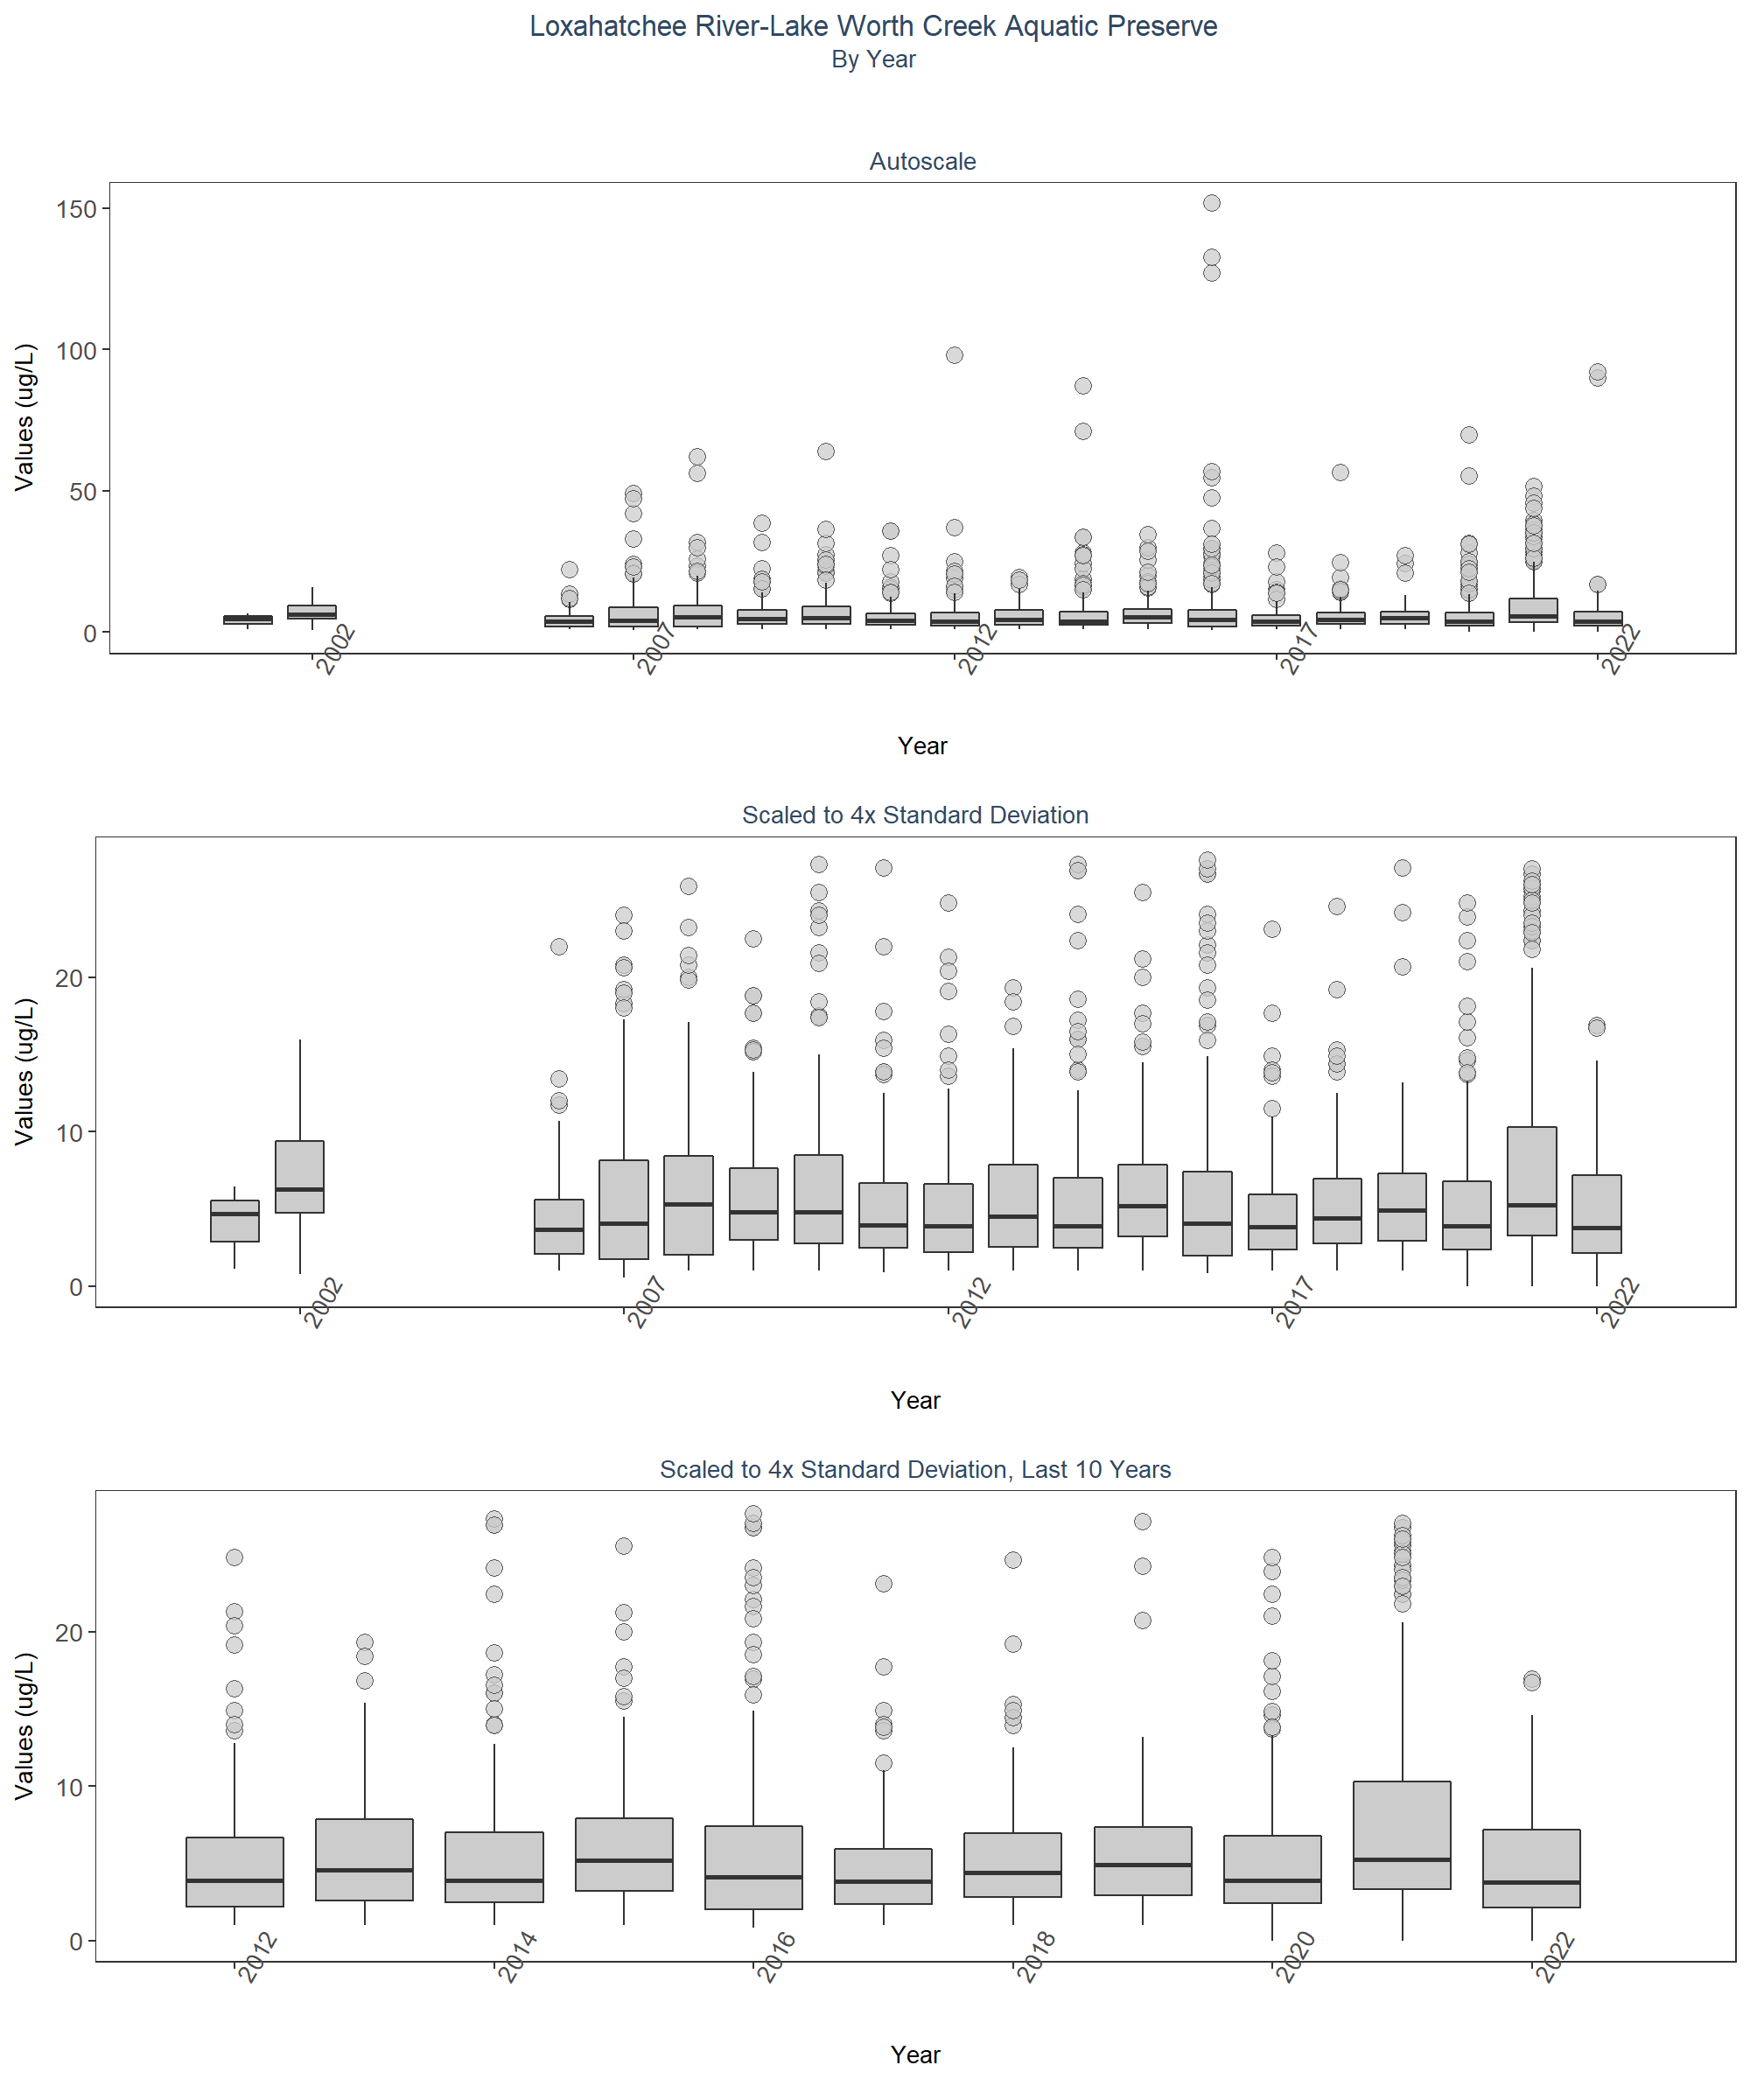 Loxahatchee River-Lake Worth Creek Aquatic Preserve
By Year
Autoscale
Values (ug/L)
150
100
50
0
2002
2007
2012
2017
2022
Year
Scaled to 4x Standard Deviation
Values (ug/L)
20
10
0
2002
2007
2012
2017
2022
Year
Scaled to 4x Standard Deviation, Last 10 Years
Values (ug/L)
20
10
0
2012
2014
2016
2018
2020
2022
Year